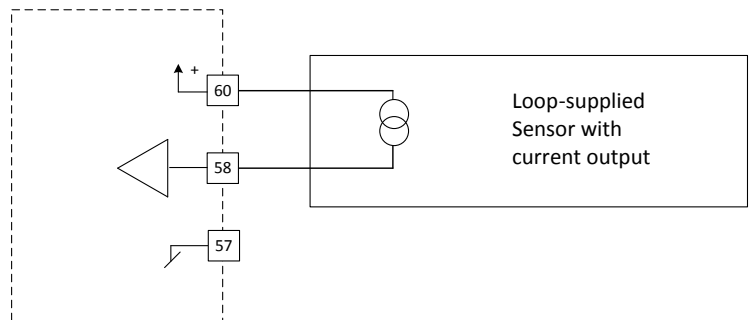 +
60
58
57
Loop-supplied
Sensor with
current output